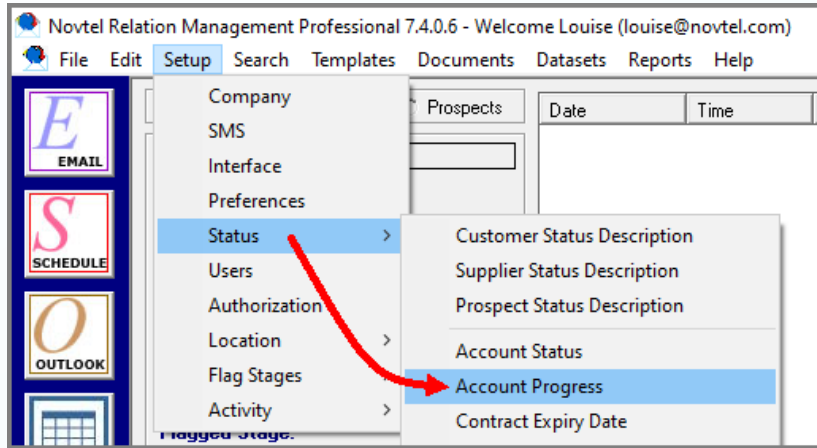 Novtel Relation Management Professional 7.4.0.6 - Welcome Louise (louise@novtel.com)
File Edit Setup Search Templates Documents Datasets Reports Help
E
EMAIL
S
SCHEDULE
O
OUTLOOK
Company
SMS
Interface
Preferences
Status
Users
Authorization
Location
Flag Stages
Activity
Prospects
Date Time
Customer Status Description
Supplier Status Description
Prospect Status Description
Account Status
Account Progress
Contract Expiry Date